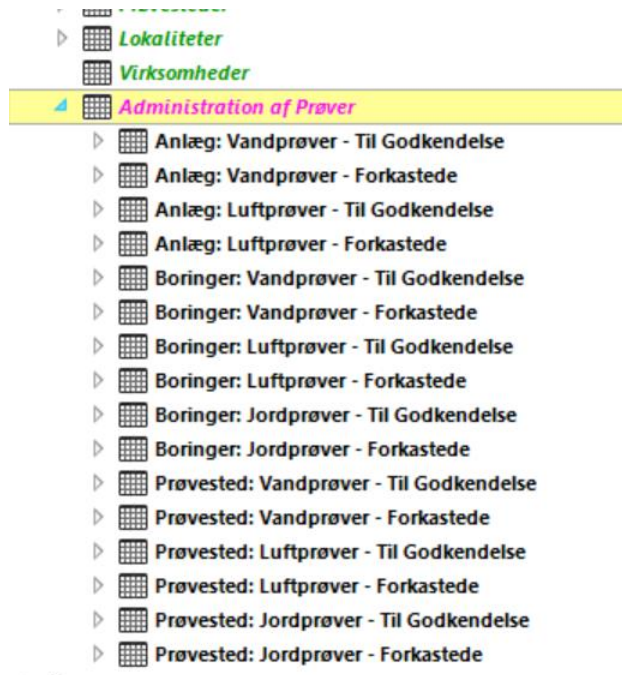 Lokaliteter
Virksomheder
Administration af Prøver
Anlæg: Vandprøver - Til Godkendelse
Anlæg: Vandprøver - Forkastede
Anlæg: Luftprøver - Til Godkendelse
Anlæg: Luftprøver - Forkastede
Boringer: Vandprøver - Til Godkendelse
Boringer: Vandprøver - Forkastede
Boringer: Luftprøver - Til Godkendelse
Boringer: Luftprøver - Forkastede
Boringer: Jordprøver - Til Godkendelse
Boringer: Jordprøver - Forkastede
Prøvested: Vandprøver - Til Godkendelse
Prøvested: Vandprøver - Forkastede
Prøvested: Luftprøver - Til Godkendelse
Prøvested: Luftprøver - Forkastede
Prøvested: Jordprøver - Til Godkendelse
Prøvested: Jordprøver - Forkastede